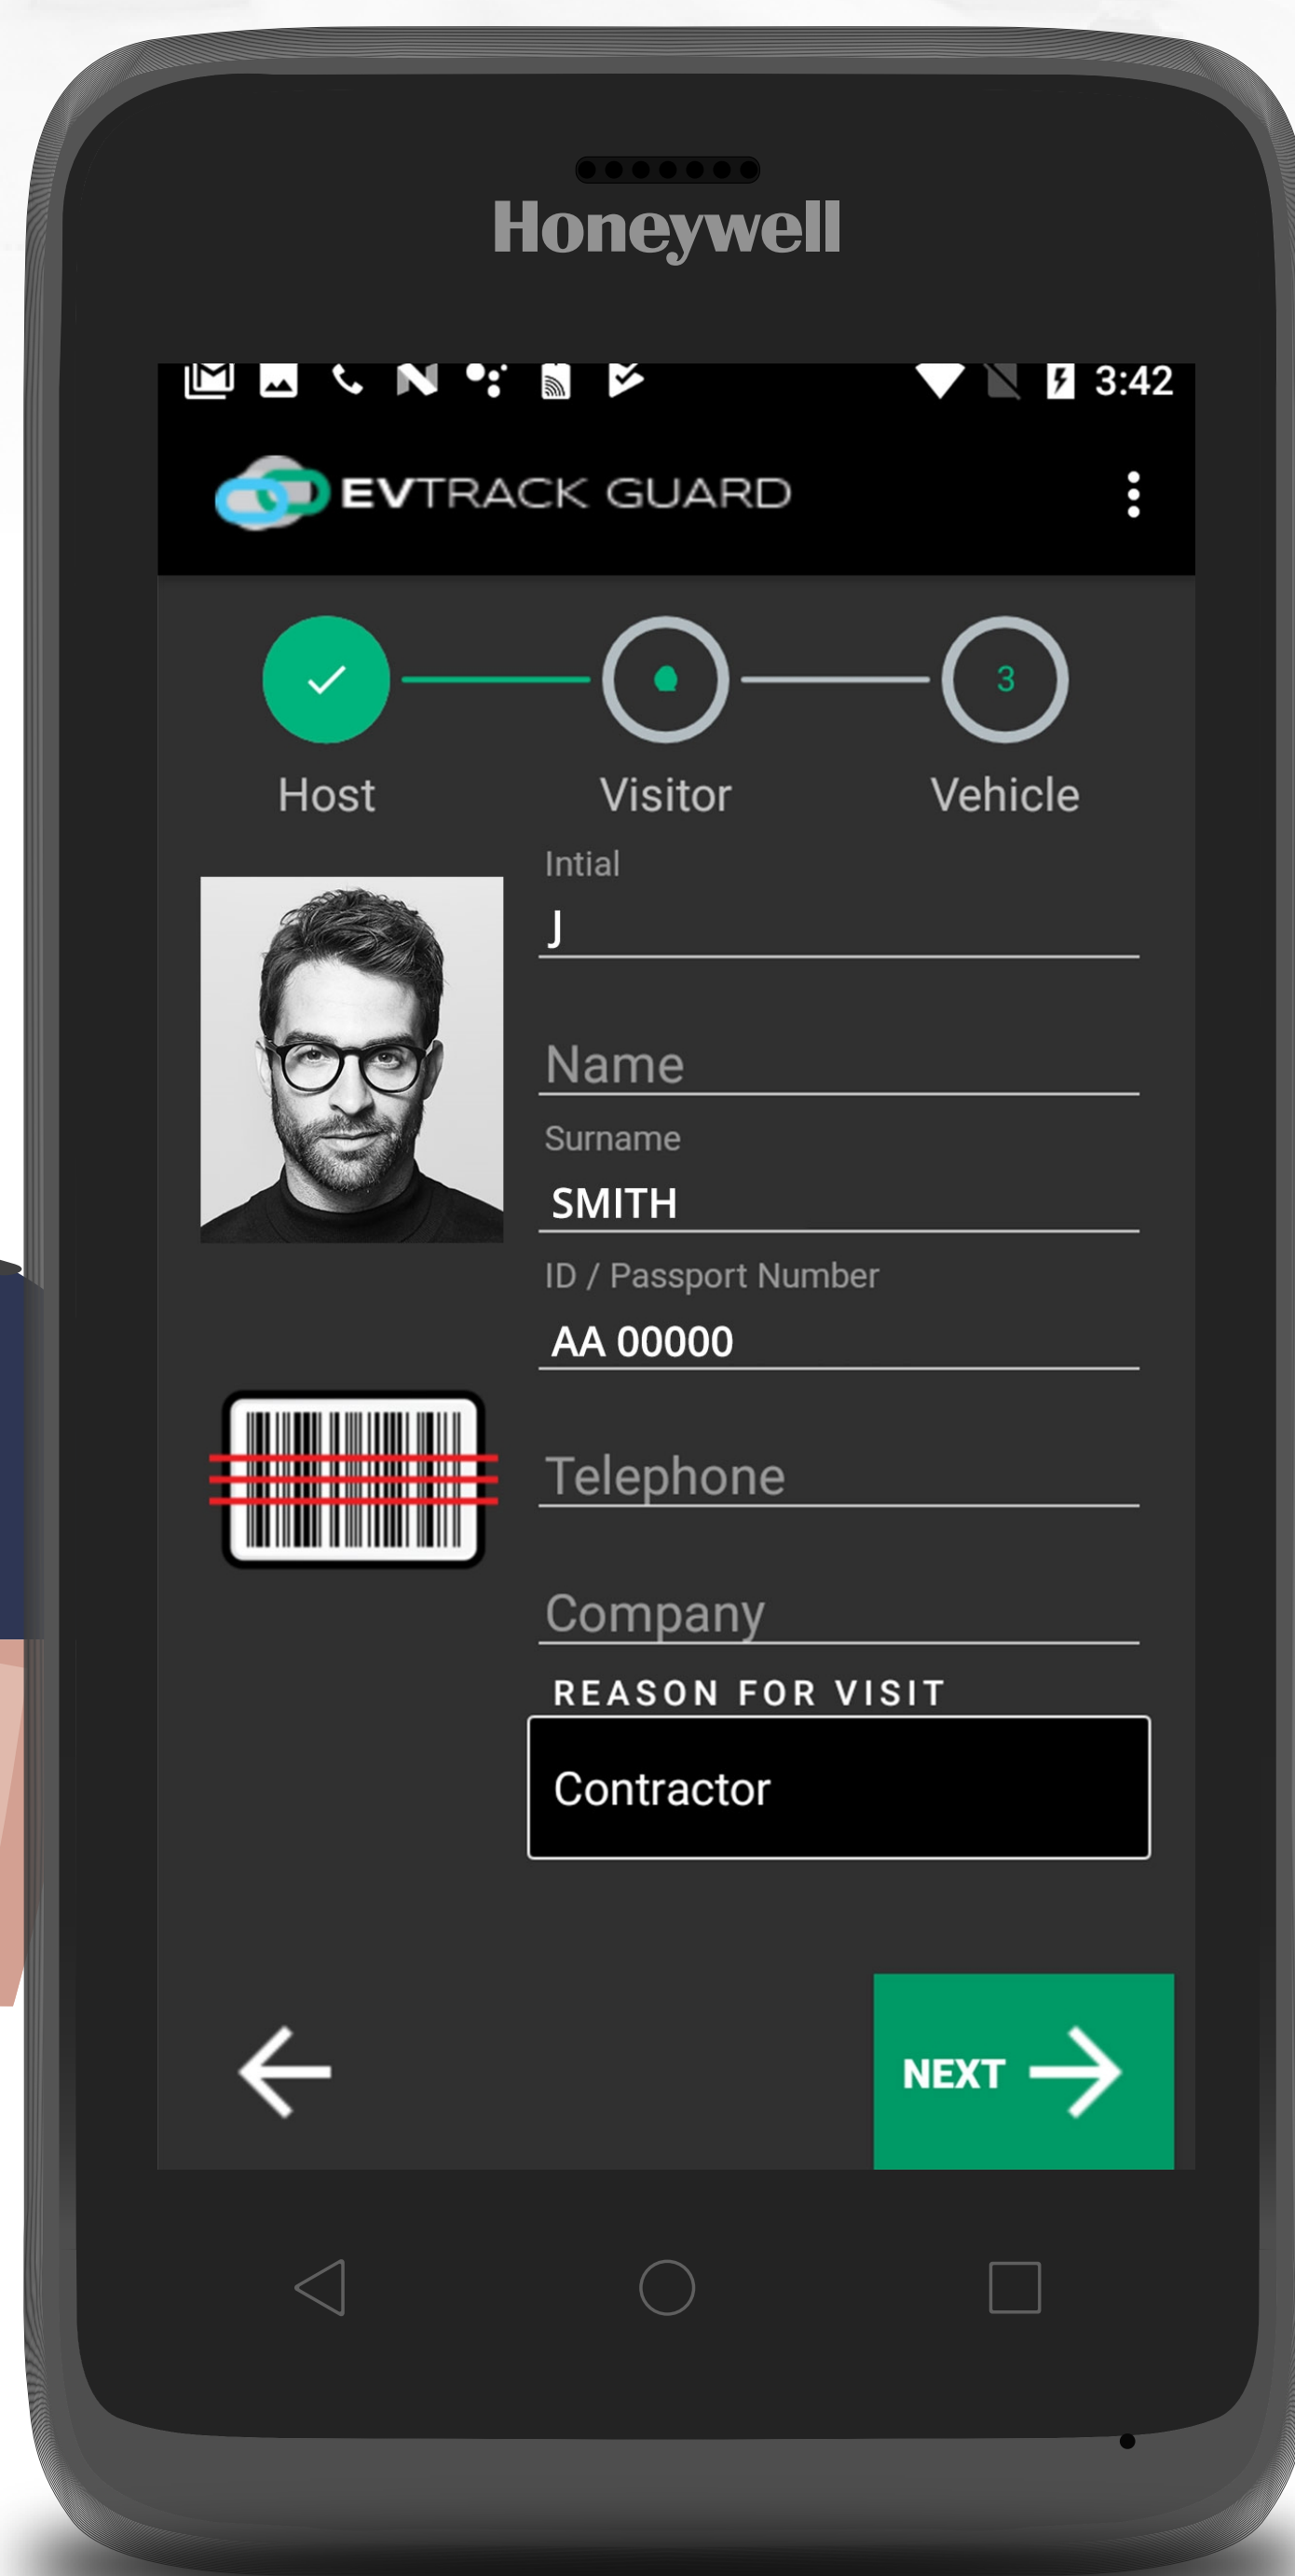 Honeywell
3:42
EVTRACK GUARD
3
Host
Visitor
Vehicle
Intial
J
Name
Surname
SMITH
ID / Passport Number
AA 00000
Telephone
Company
REASON FOR VISIT
Contractor
NEXT